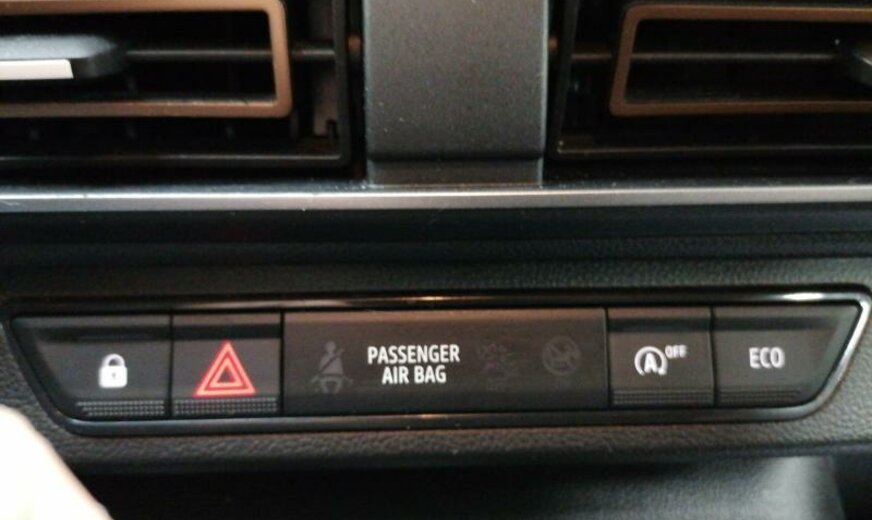 PASSENGER
AIR BAG
A OFF
ECO